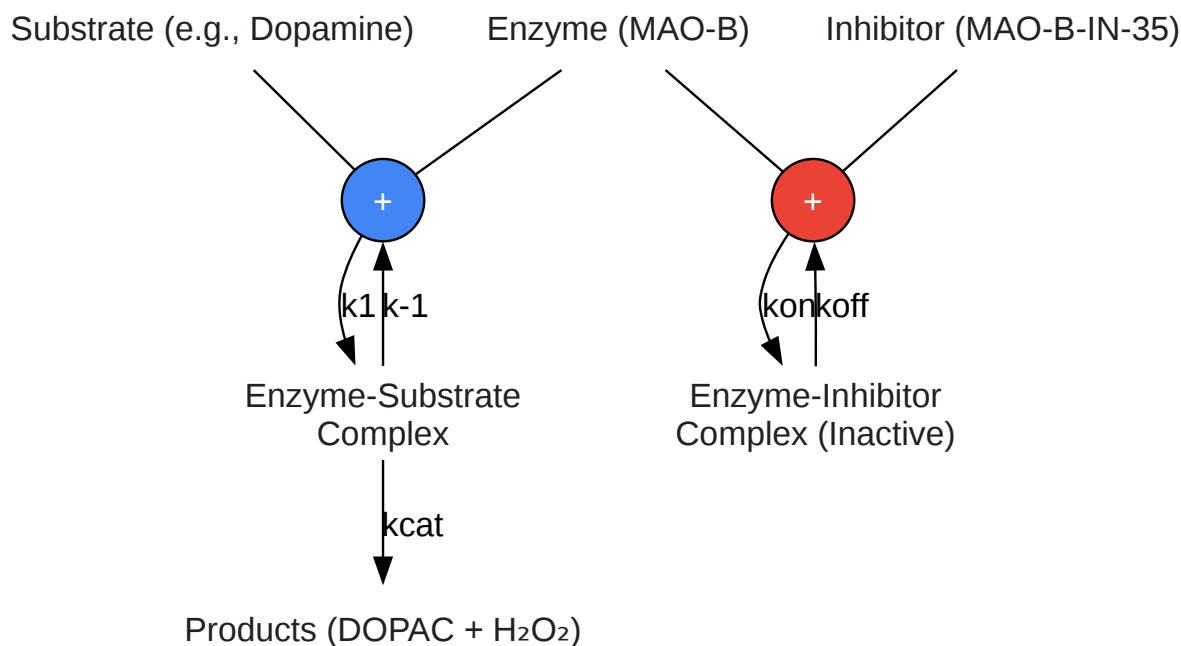 Substrate (e.g., Dopamine)
Enzyme (MAO-B)
Inhibitor (MAO-B-IN-35)
+
+
k1
k-1
kon
koff
Enzyme-Substrate
Complex
Enzyme-Inhibitor
Complex (Inactive)
kcat
Products (DOPAC + H₂O₂)